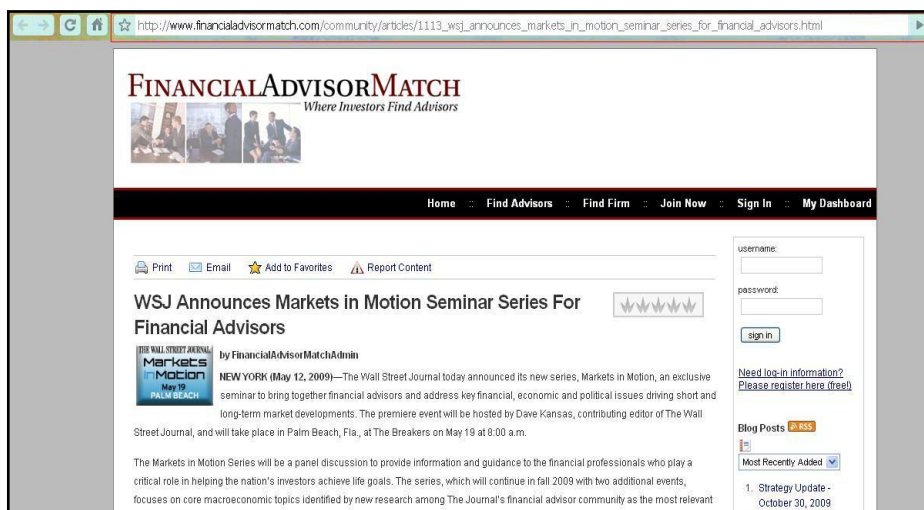 http://www.financialadvisormatch.com/community/articles/1113_wsj_announces_markets_in_motion_seminar_series_for_financial_advisors.html
FINANCIALADVISORMATCH
Where Investors Find Advisors
Home :: Find Advisors :: Find Firm :: Join Now :: Sign In :: My Dashboard
Print Email Add to Favorites Report Content
WSJ Announces Markets in Motion Seminar Series For
Financial Advisors
THE WALL STREET JOURNAL
Markets
inMotion
May 19
PALM BEACH
by FinancialAdvisorMatchAdmin
NEW YORK (May 12, 2009)—The Wall Street Journal today announced its new series, Markets in Motion, an exclusive
seminar to bring together financial advisors and address key financial, economic and political issues driving short and
long-term market developments. The premiere event will be hosted by Dave Kansas, contributing editor of The Wall
Street Journal, and will take place in Palm Beach, Fla., at The Breakers on May 19 at 8:00 a.m.
The Markets in Motion Series will be a panel discussion to provide information and guidance to the financial professionals who play a
critical role in helping the nation's investors achieve life goals. The series, which will continue in fall 2009 with two additional events,
focuses on core macroeconomic topics identified by new research among The Journal's financial advisor community as the most relevant
username:
password:
sign in
Need log-in information?
Please register here (free!)
Blog Posts RSS
Most Recently Added
1. Strategy Update -
October 30, 2009